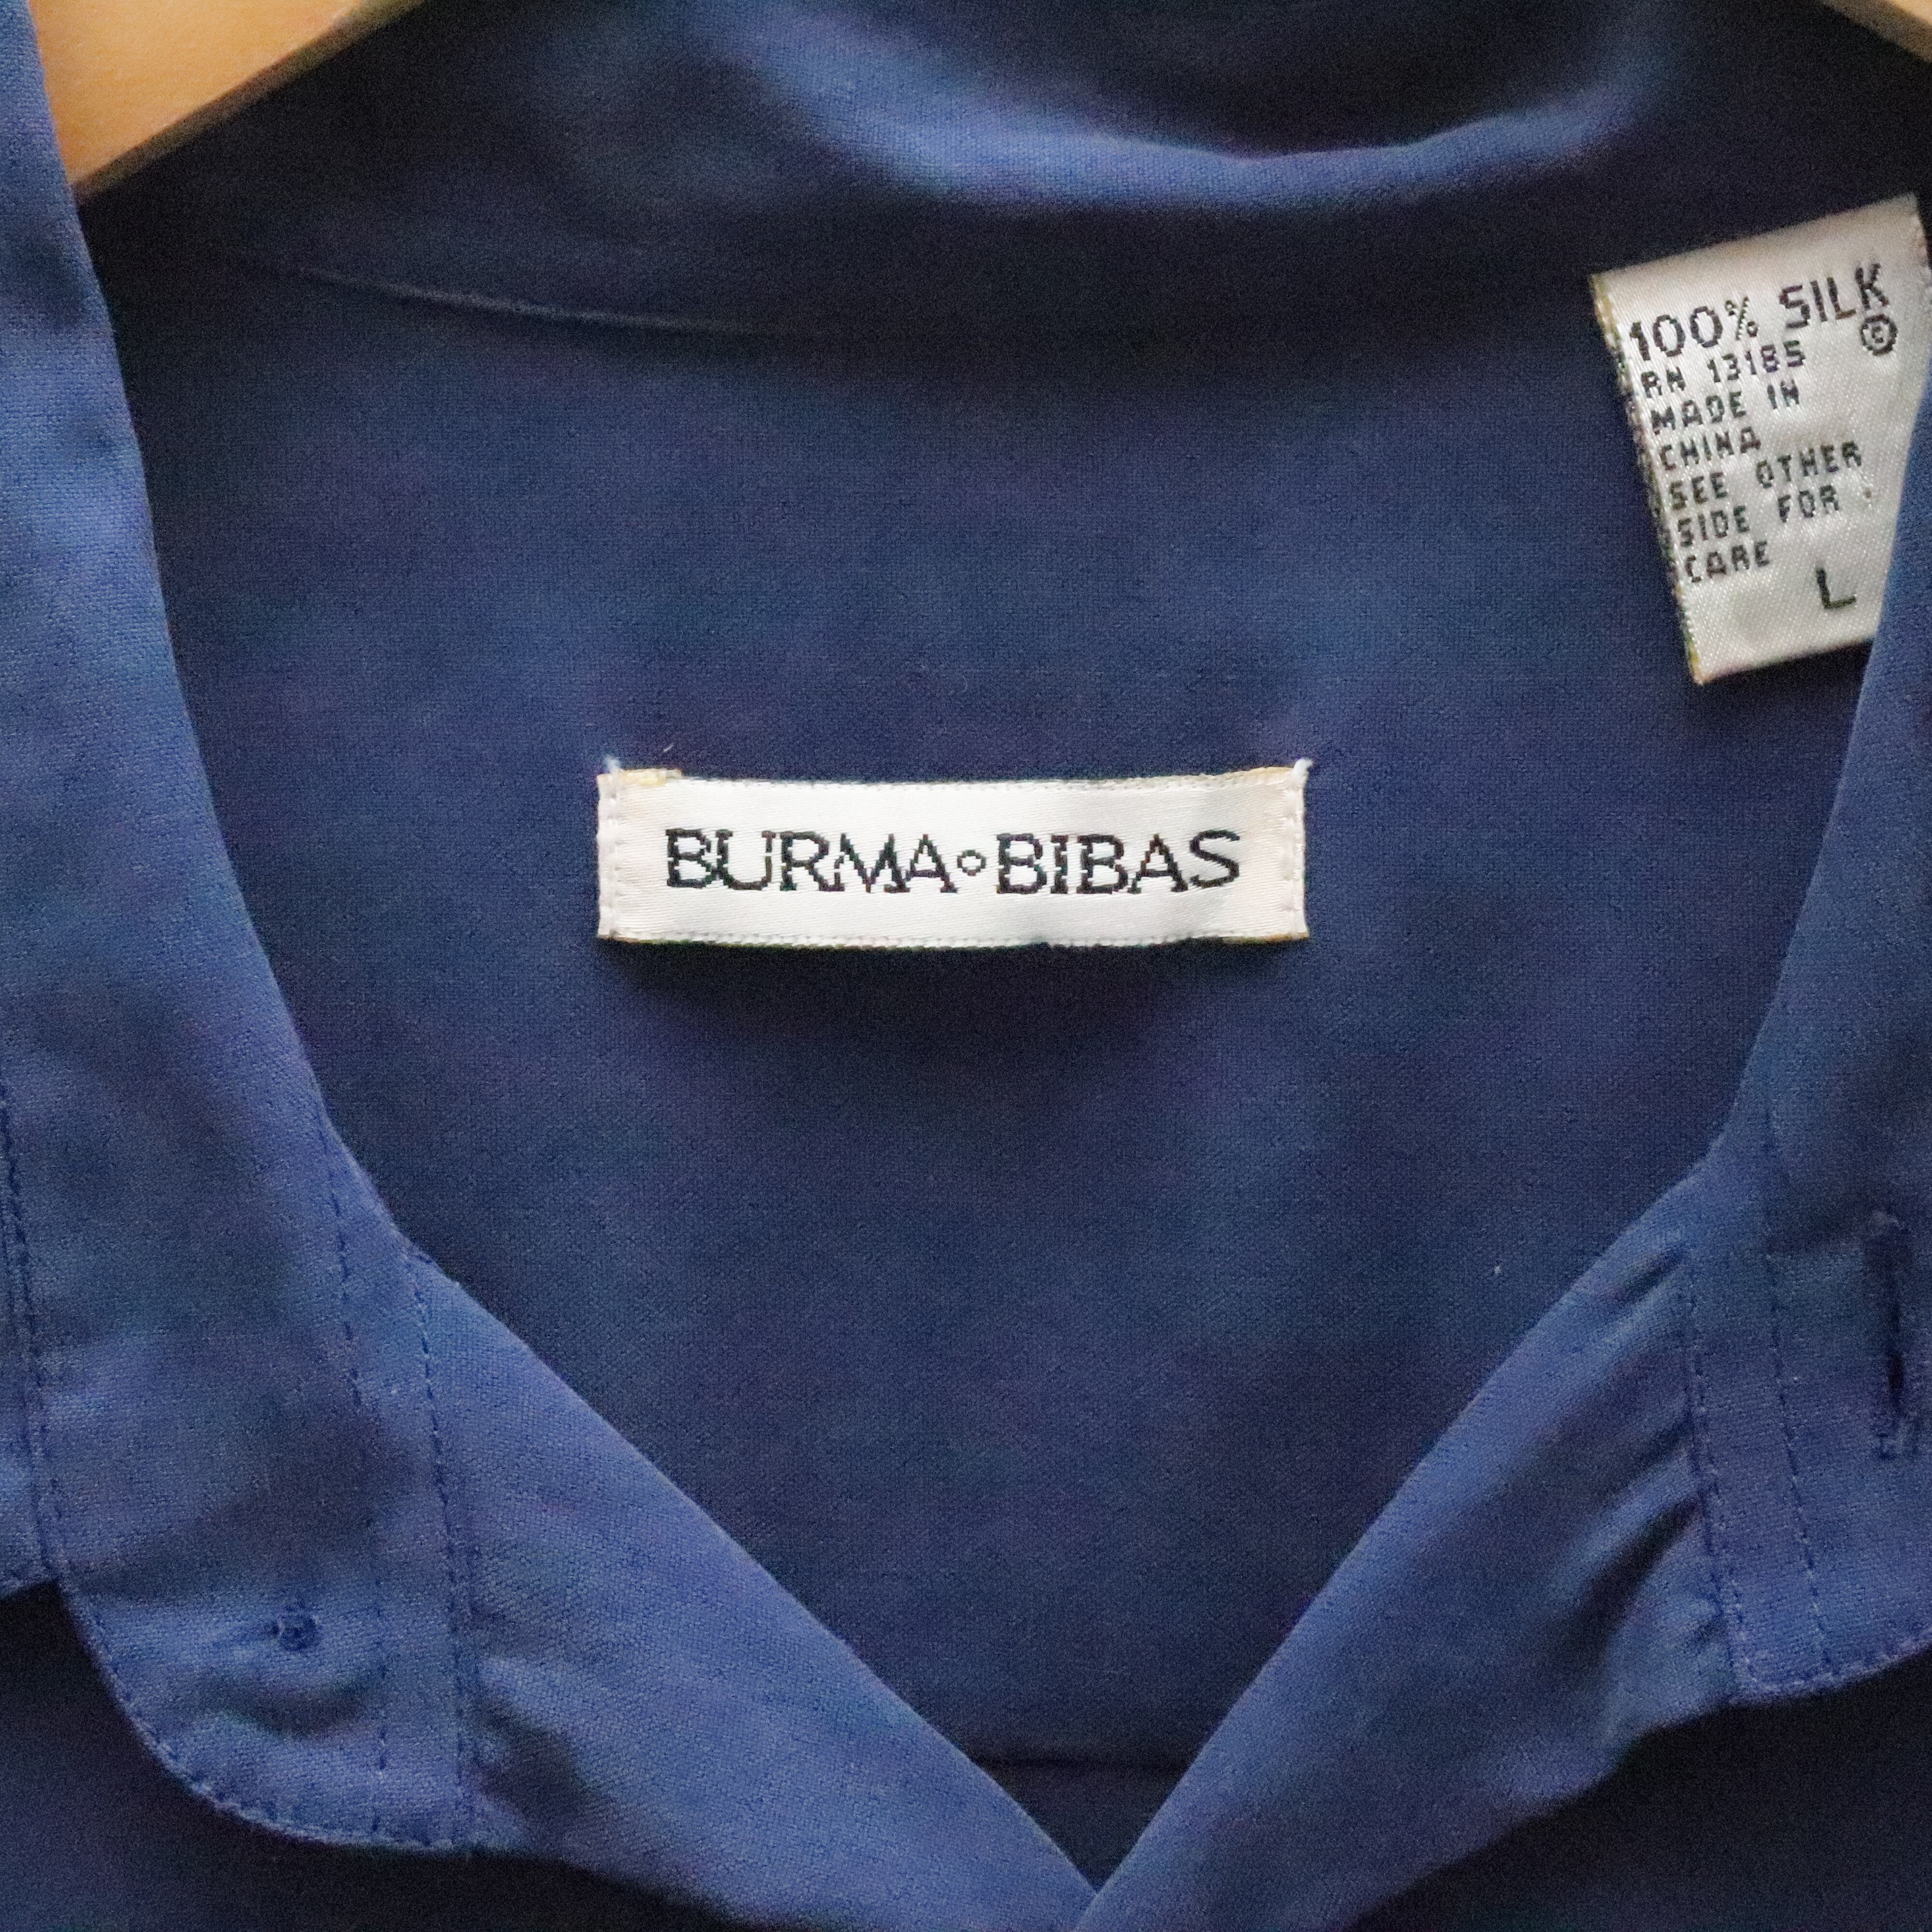 100% SILK
©
RN 13185
MADE IN
CHINA
SEE OTHER
SIDE FOR
CARE
L
BURMA∘BIBAS